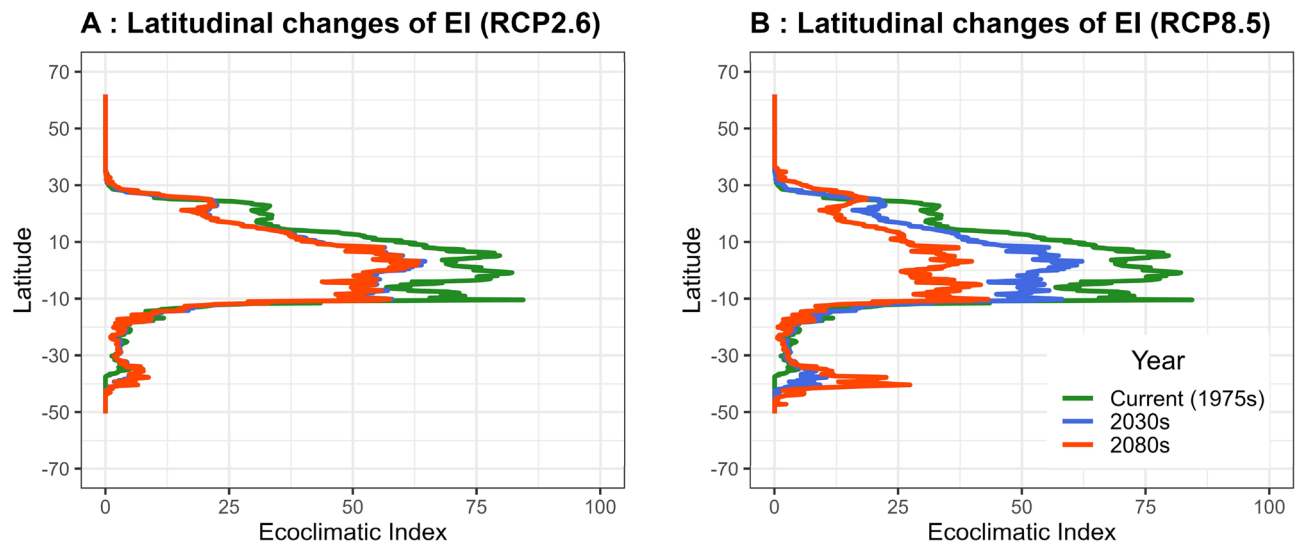 A : Latitudinal changes of EI (RCP2.6)
70
50
30
10
-10
-30
-50
-70
Latitude
0 25 50 75 100
Ecoclimatic Index
B : Latitudinal changes of EI (RCP8.5)
70
50
30
10
-10
-30
-50
-70
Latitude
Year
Current (1975s)
2030s
2080s
0 25 50 75 100
Ecoclimatic Index